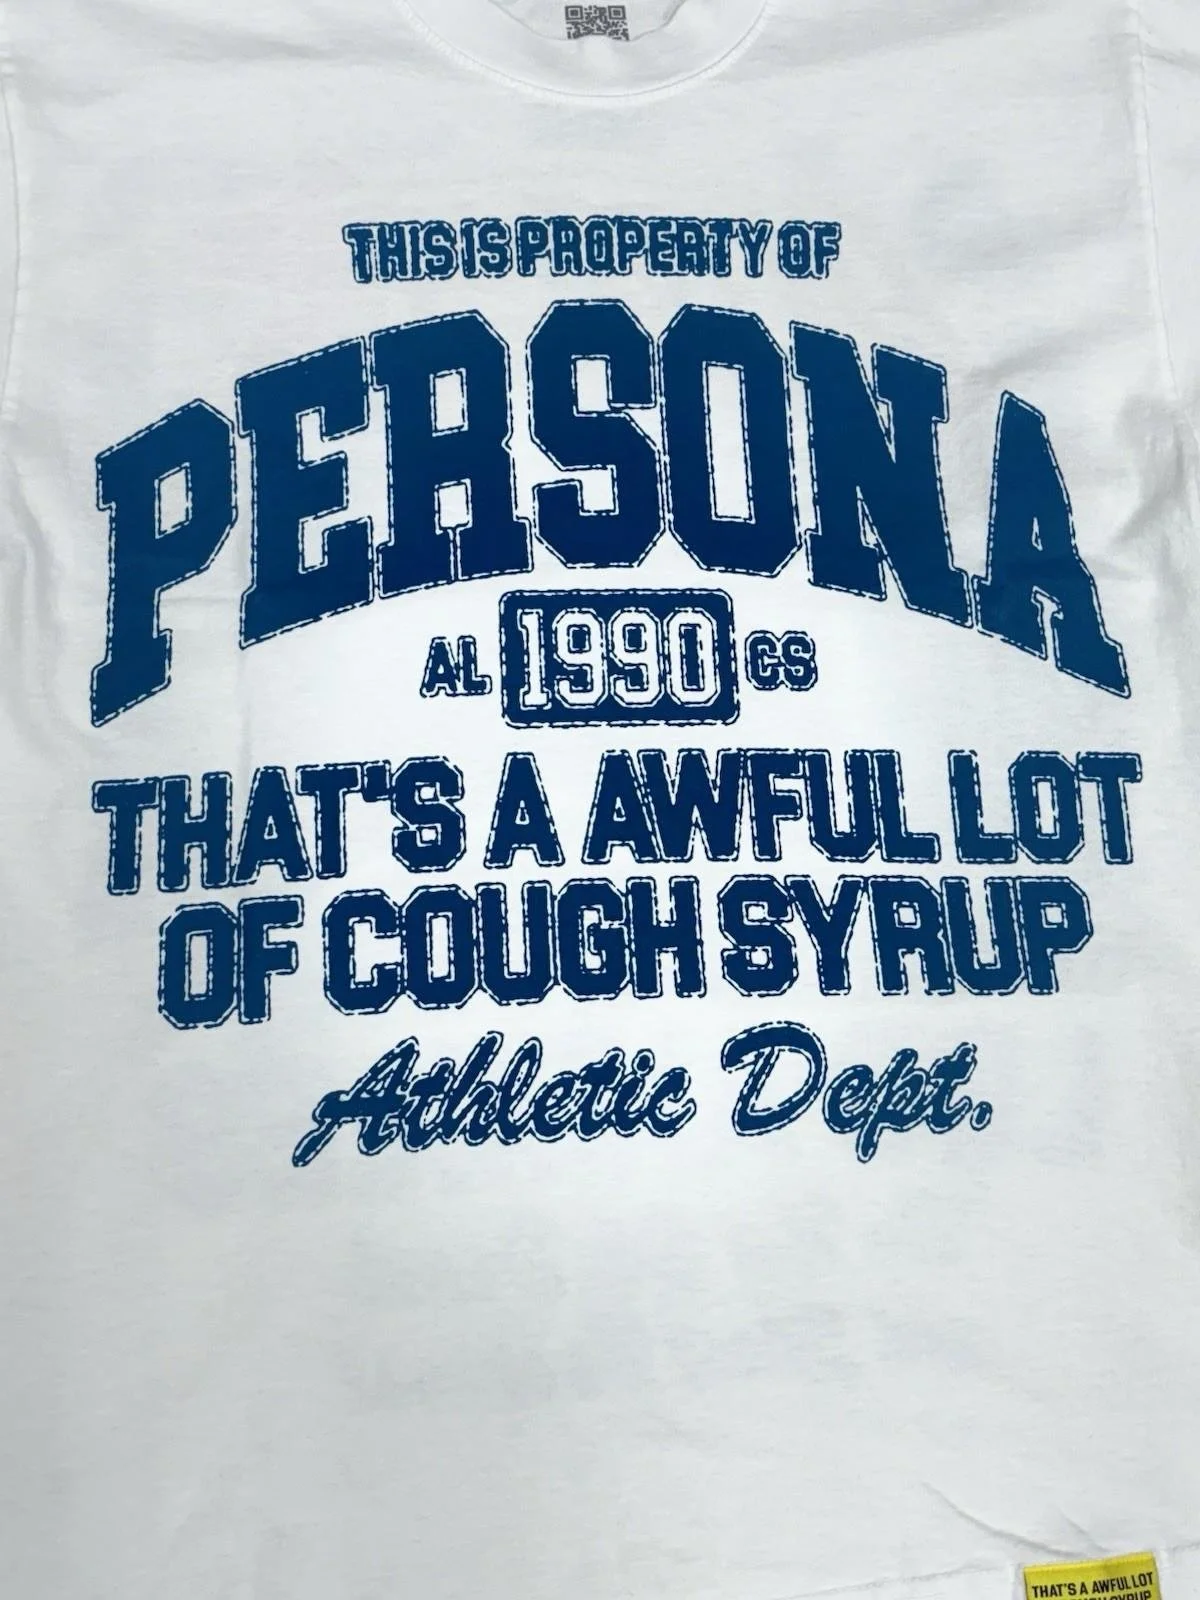 THIS IS PROPERTY OF
PERSONA
AL 1990 CS
THAT'S A AWFUL LOT
OF COUGH SYRUP
Athletic Dept.
THAT'S A AWFUL LOT
COUGH SYRUP